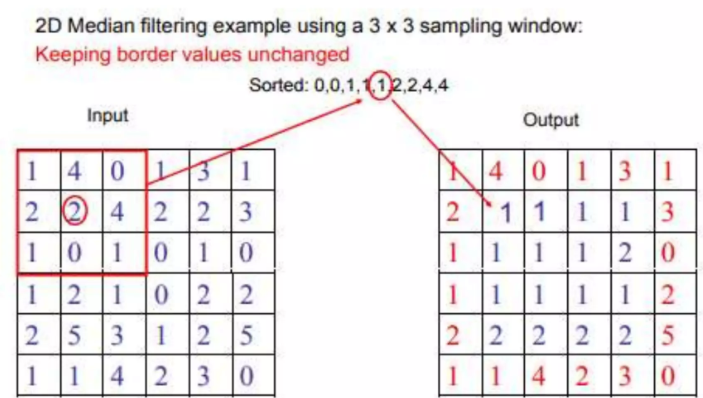 2D Median filtering example using a 3 x 3 sampling window:
Keeping border values unchanged
Sorted: 0,0,1,1,1,2,2,4,4
Input
Output
1 4 0 1 3 1
2 2 4 2 2 3
1 0 1 0 1 0
1 2 1 0 2 2
2 5 3 1 2 5
1 1 4 2 3 0
1 4 0 1 3 1
2 1 1 1 1 3
1 1 1 1 2 0
1 1 1 1 1 2
2 2 2 2 2 5
1 1 4 2 3 0